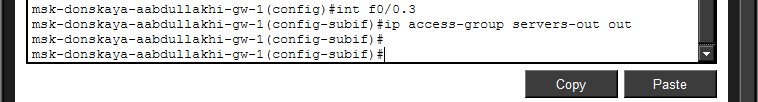 msk-donskaya-aabdullakhi-gw-1(config)#int f0/0.3
msk-donskaya-aabdullakhi-gw-1(config-subif)#ip access-group servers-out out
msk-donskaya-aabdullakhi-gw-1(config-subif)#
msk-donskaya-aabdullakhi-gw-1(config-subif)#
Copy
Paste